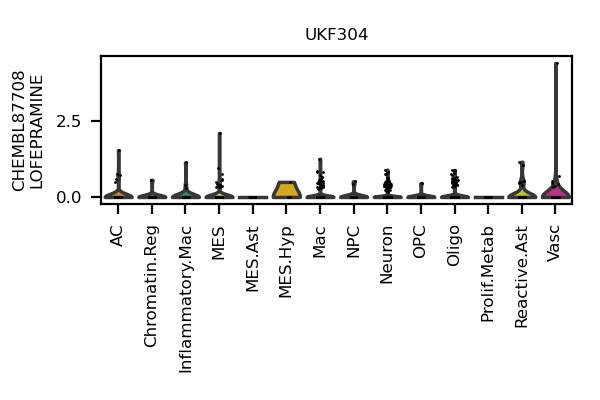 UKF304
CHEMBL87708
LOFEPRAMINE
2.5
0.0
AC
Chromatin.Reg
Inflammatory.Mac
MES
MES.Ast
MES.Hyp
Mac
NPC
Neuron
OPC
Oligo
Prolif.Metab
Reactive.Ast
Vasc